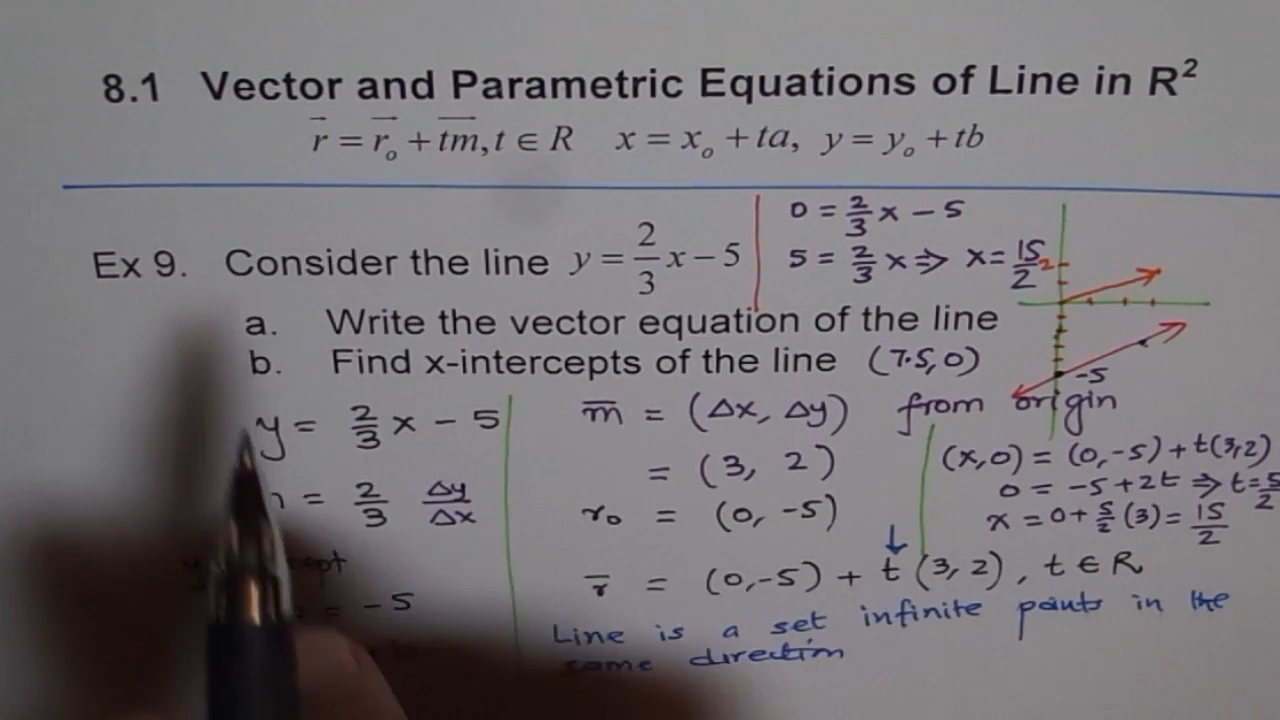 8.1 Vector and Parametric Equations of Line in R²
r⃗ = r⃗ₒ + t⃗m⃗, t ∈ R x = xₒ + ta, y = yₒ + tb
Ex 9. Consider the line y = 2/3 x − 5
0 = 2/3 x − 5
5 = 2/3 x ⇒ x = 15/2
a. Write the vector equation of the line
b. Find x-intercepts of the line (7.5, 0)
2
-5
y = 2/3 x − 5
= 2/3 Δy/Δx
= −5
m̅ = (Δx, Δy) from origin
= (3, 2)
r₀ = (0, −5)
(x, 0) = (0, −5) + t(3, 2)
0 = −5 + 2t ⇒ t = 5/2
x = 0 + 5/2 (3) = 15/2
r̅ = (0, −5) + t (3, 2), t ∈ R
Line is a set infinite points in the
same direction